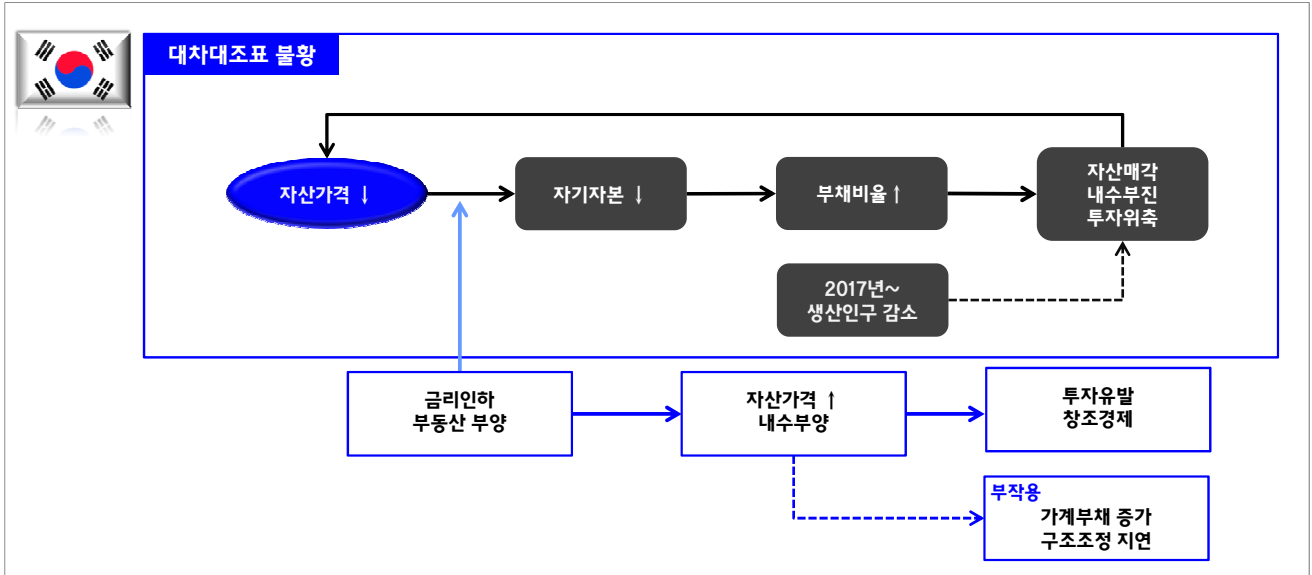 대차대조표 불황
자산가격 ↓
자기자본 ↓
부채비율 ↑
자산매각
내수부진
투자위축
2017년~
생산인구 감소
금리인하
부동산 부양
자산가격 ↑
내수부양
투자유발
창조경제
부작용
가계부채 증가
구조조정 지연